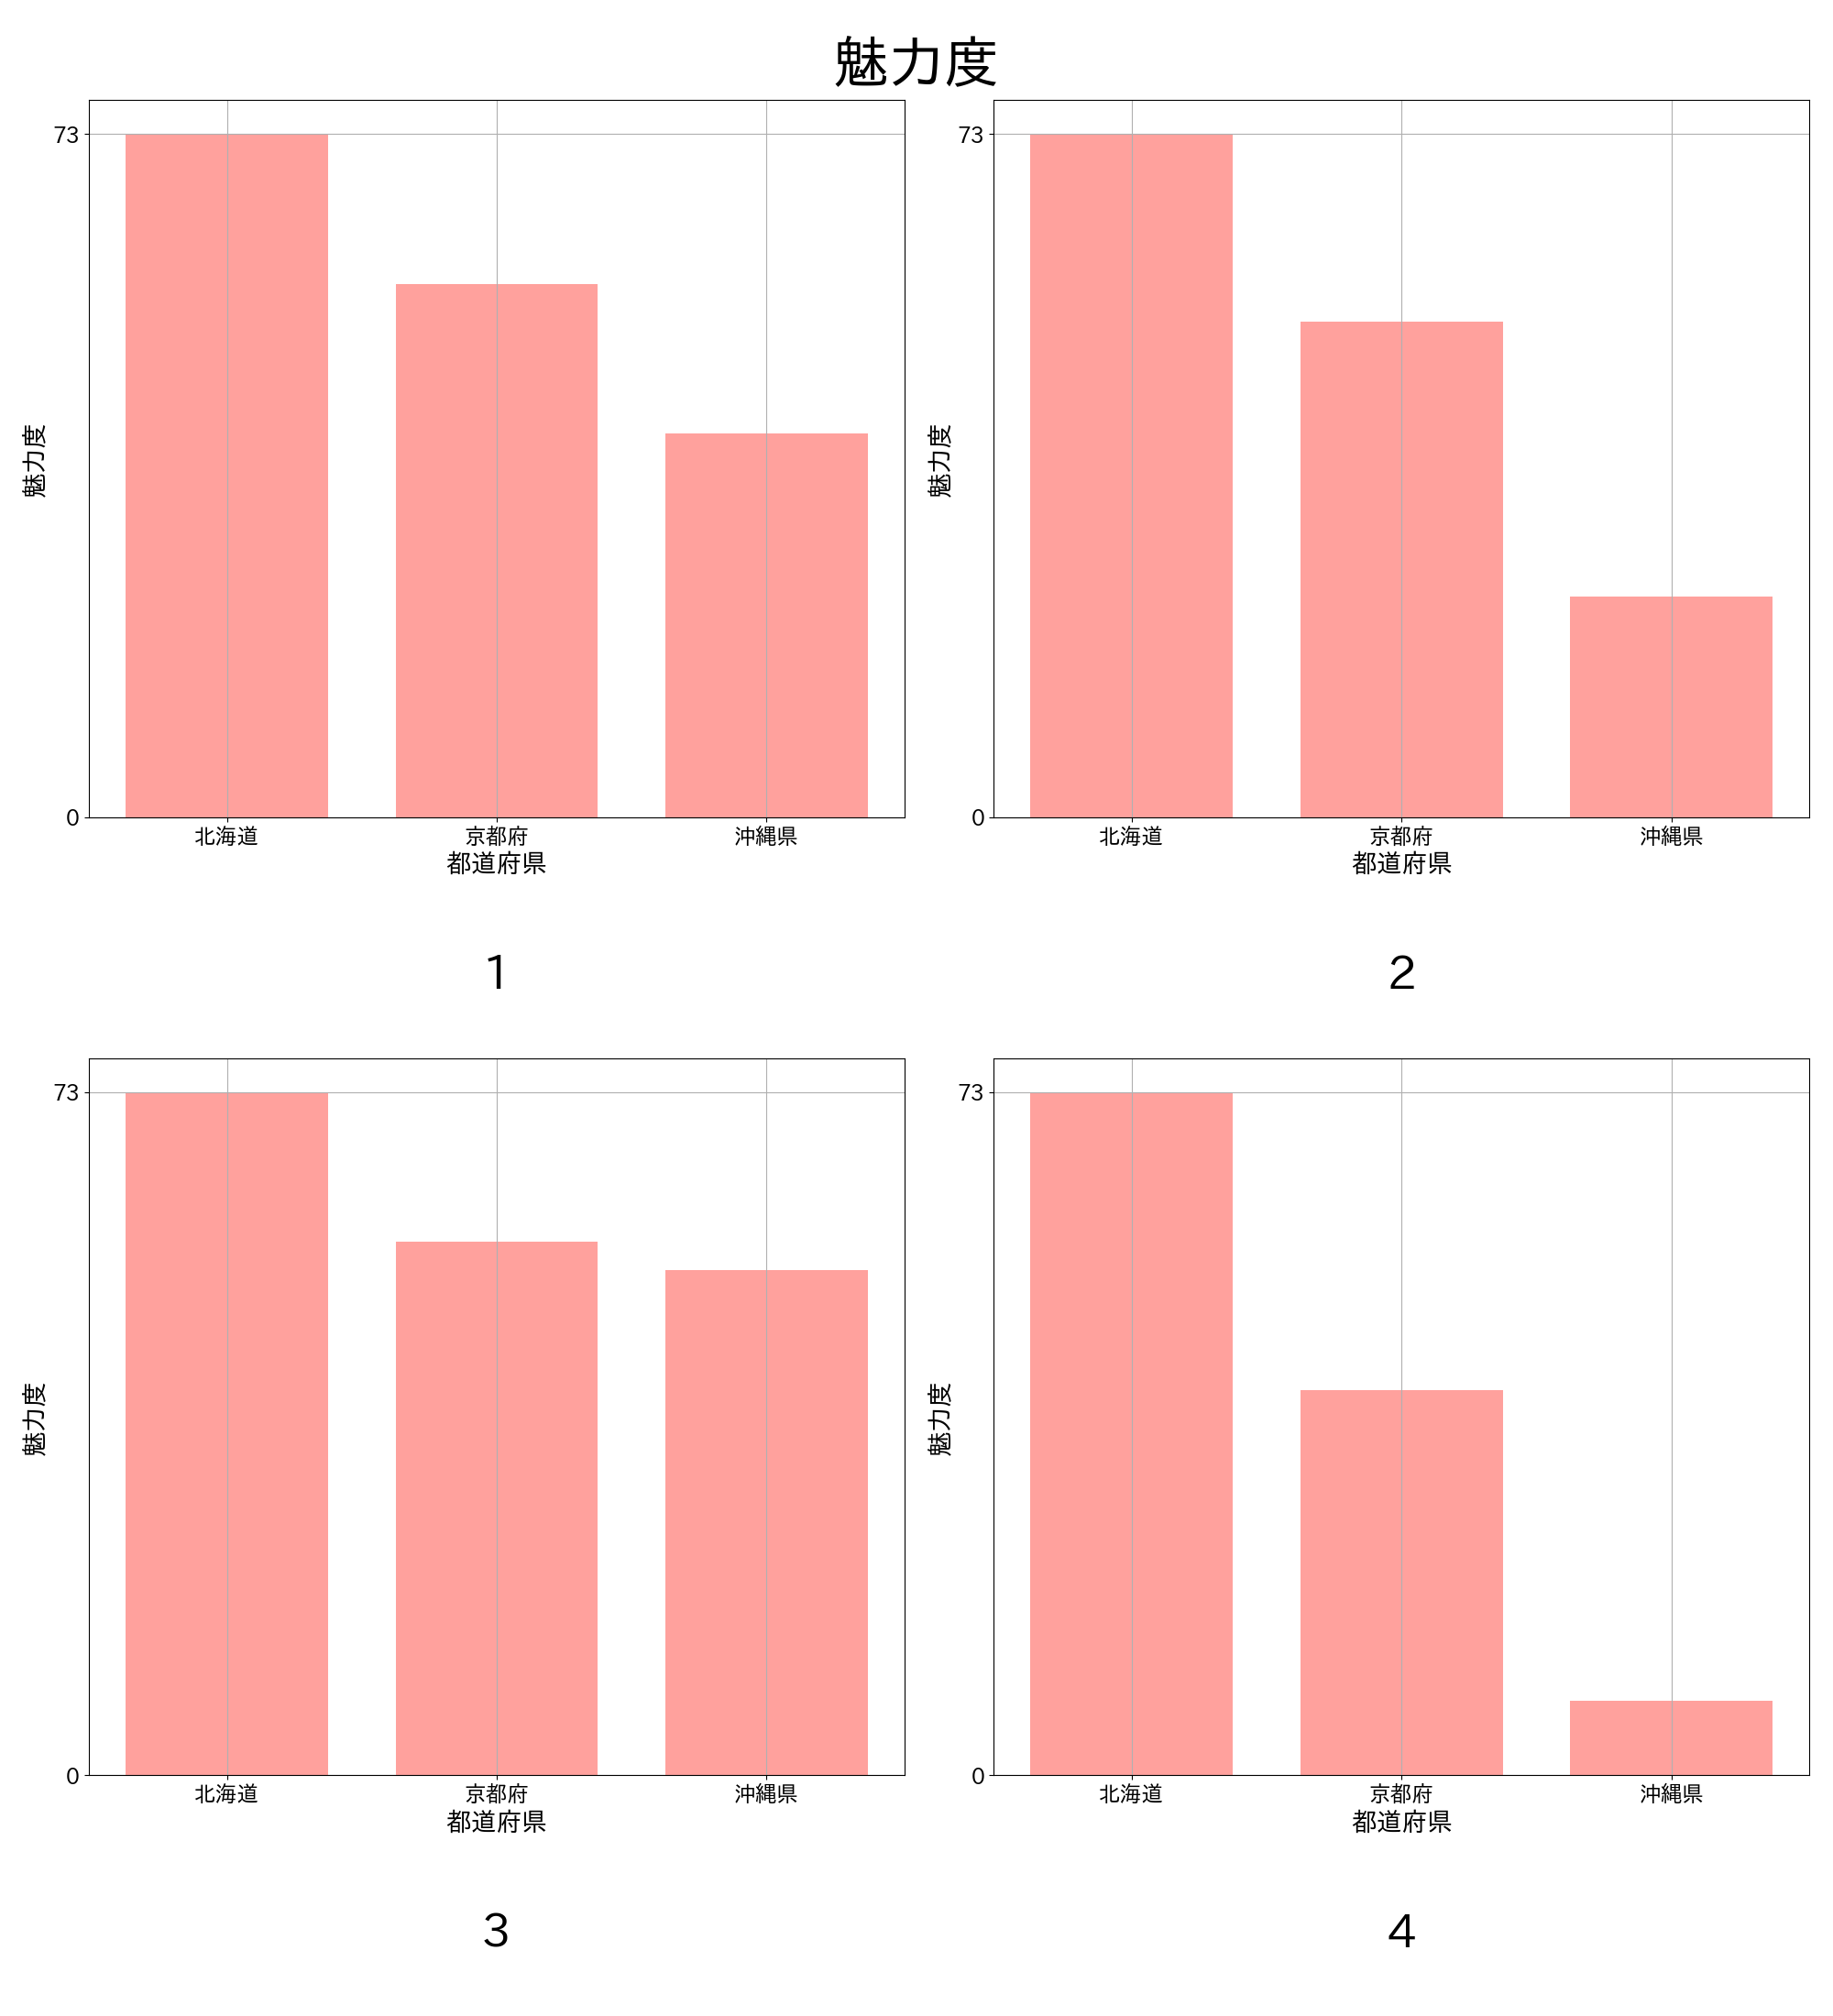 魅力度
73
0
魅力度
北海道 京都府 沖縄県
都道府県
1
73
0
魅力度
北海道 京都府 沖縄県
都道府県
2
73
0
魅力度
北海道 京都府 沖縄県
都道府県
3
73
0
魅力度
北海道 京都府 沖縄県
都道府県
4